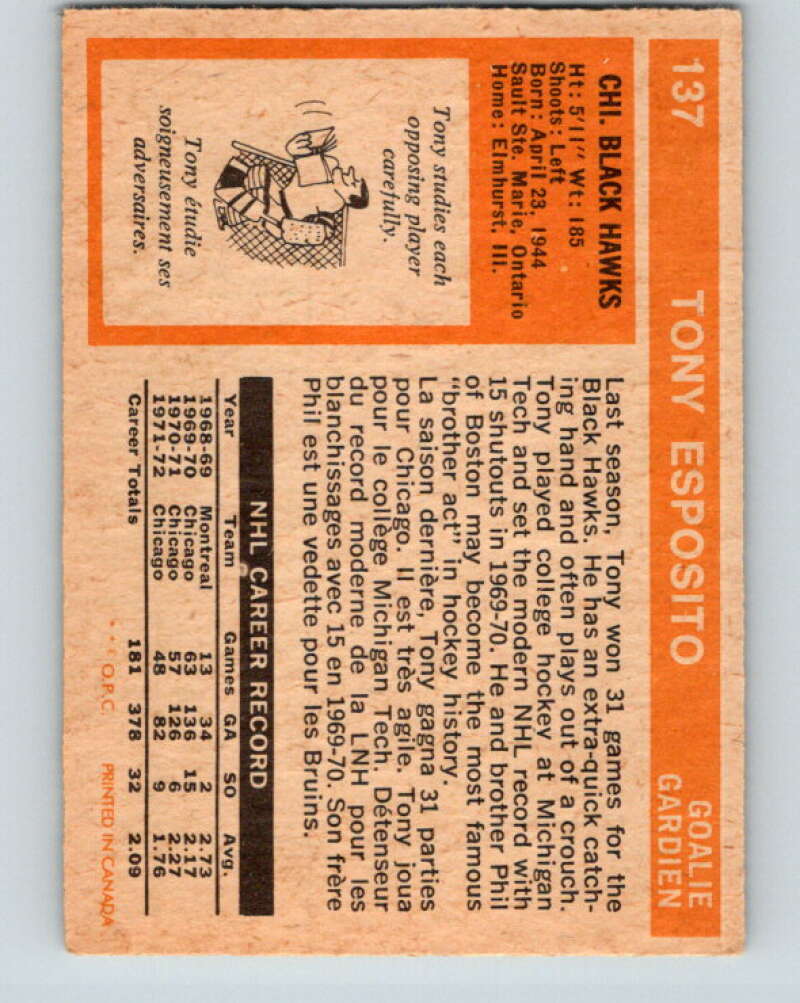 137 TONY ESPOSITO GOALIE
GARDIEN
CHI. BLACK HAWKS
Ht: 5'11" Wt: 185
Shoots: Left
Born: April 23, 1944
Sault Ste. Marie, Ontario
Home: Elmhurst, Ill.
Tony studies each
opposing player
carefully.
Tony étudie
soigneusement ses
adversaires.
Last season, Tony won 31 games for the
Black Hawks. He has an extra-quick catch-
ing hand and often plays out of a crouch.
Tony played college hockey at Michigan
Tech and set the modern NHL record with
15 shutouts in 1969-70. He and brother Phil
of Boston may become the most famous
"brother act" in hockey history.
La saison dernière, Tony gagna 31 parties
pour Chicago. Il est très agile. Tony joua
pour le collège Michigan Tech. Détenseur
du record moderne de la LNH pour les
blanchissages avec 15 en 1969-70. Son frère
Phil est une vedette pour les Bruins.
NHL CAREER RECORD
Year Team Games GA SO Avg.
1968-69 Montreal 13 34 2 2.73
1969-70 Chicago 63 136 15 2.17
1970-71 Chicago 57 126 6 2.27
1971-72 Chicago 48 82 9 1.76
Career Totals 181 378 32 2.09
* * O.P.C. PRINTED IN CANADA